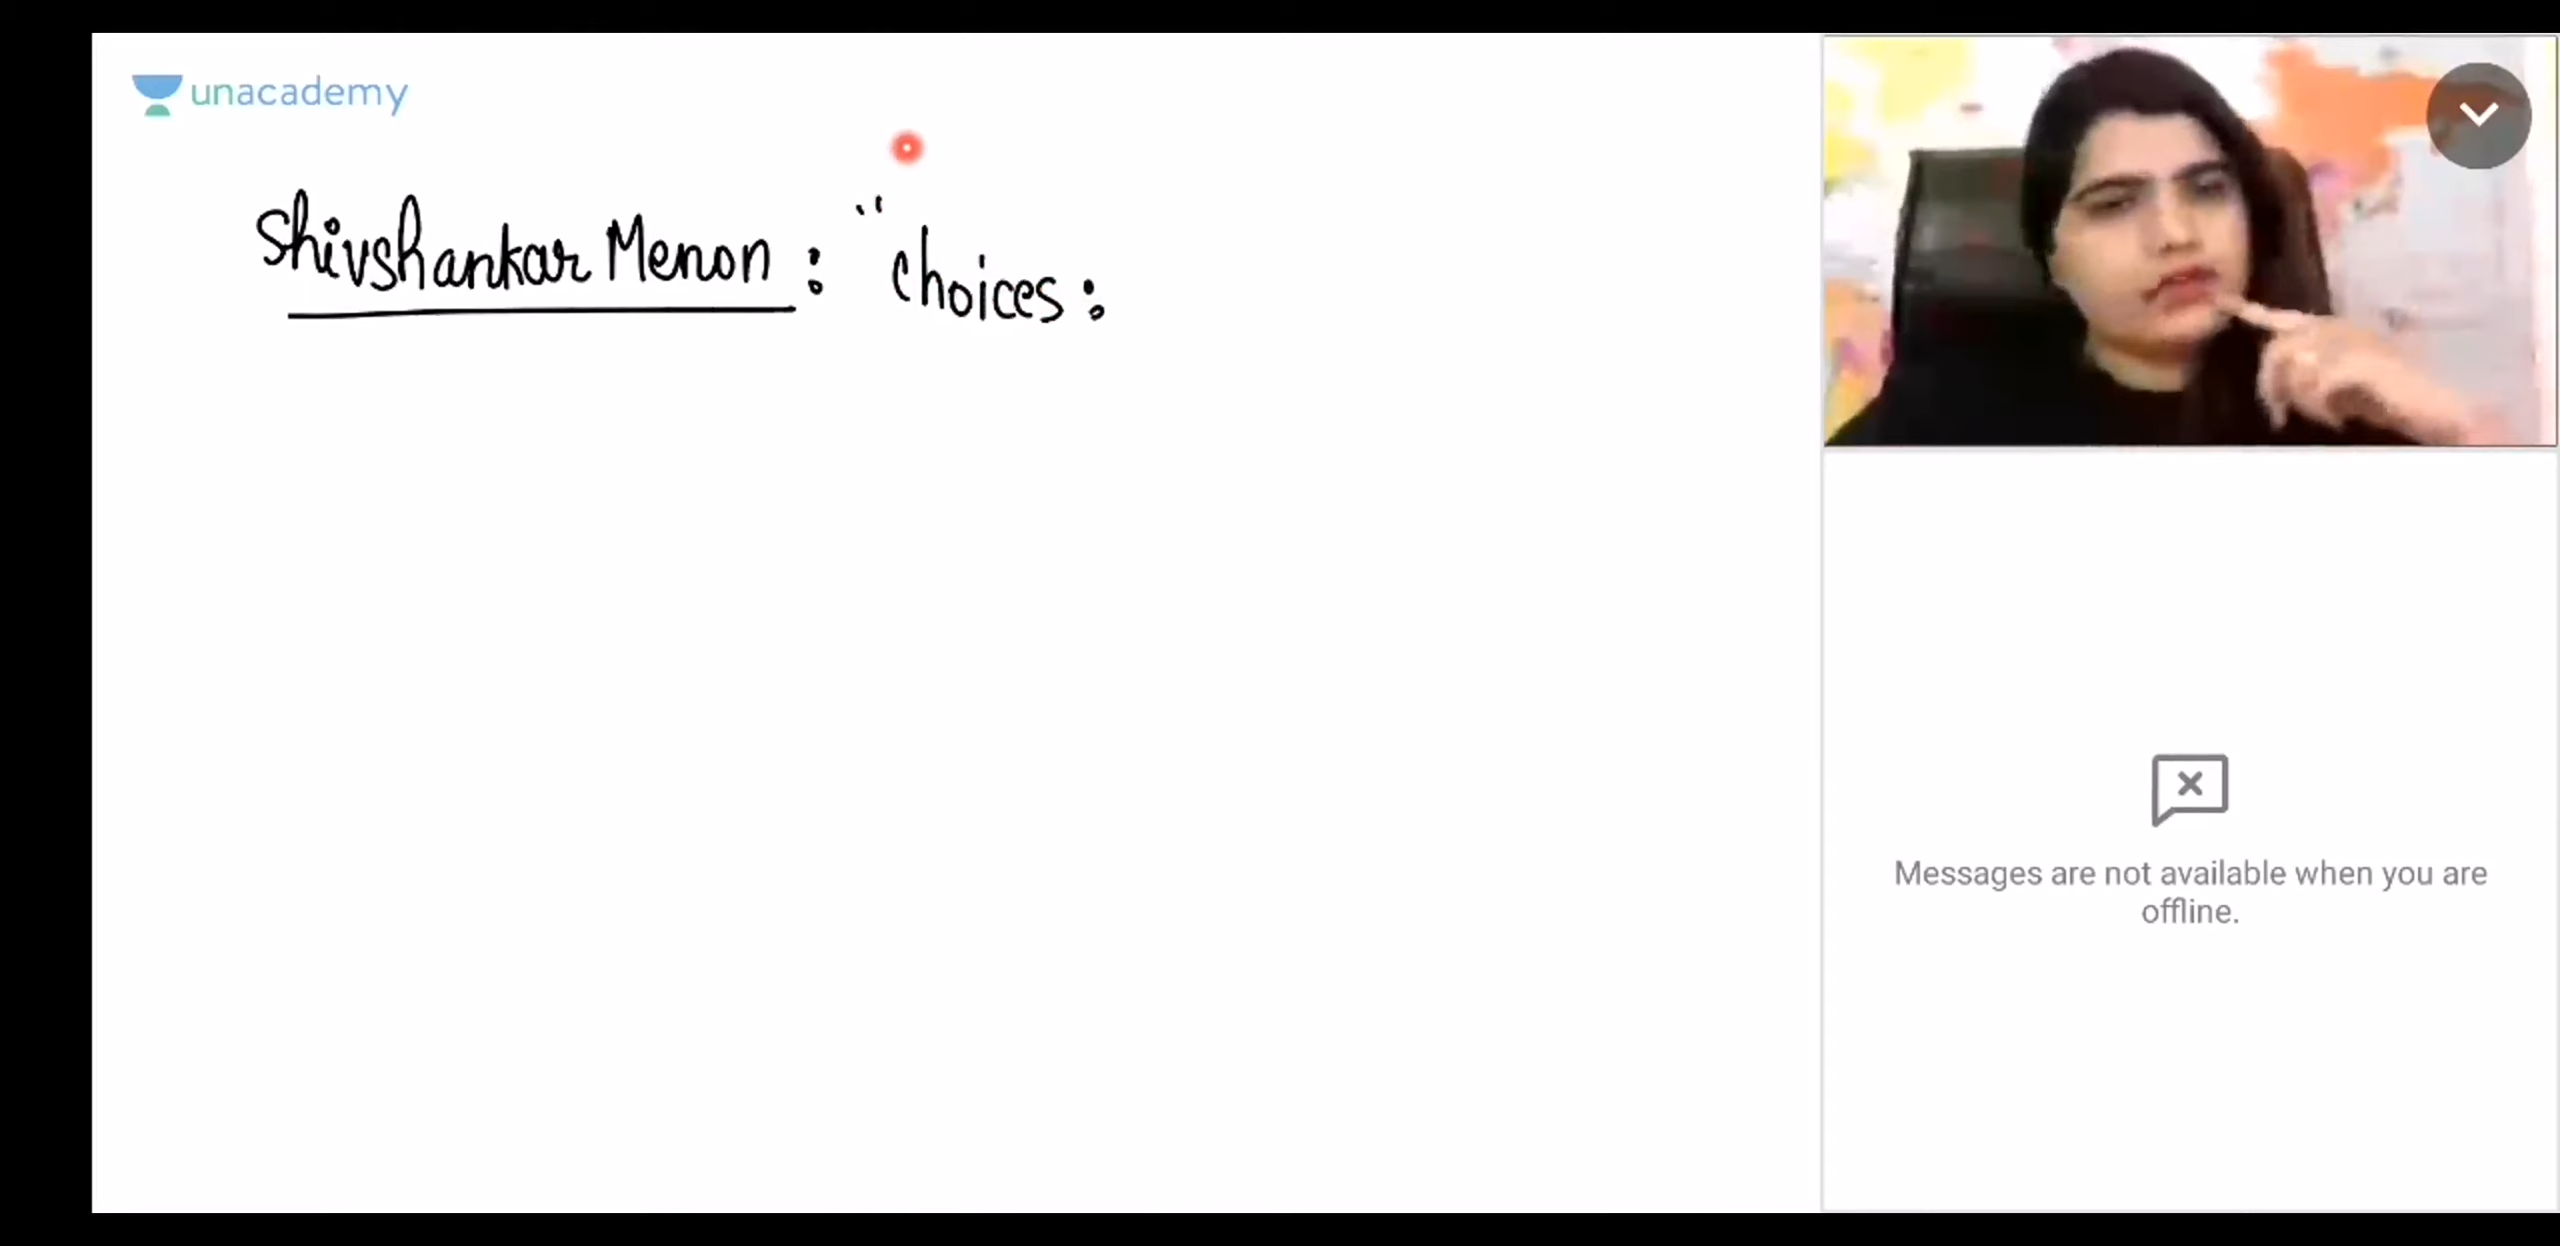 unacademy
Shivshankar Menon : "choices :
Messages are not available when you are
offline.